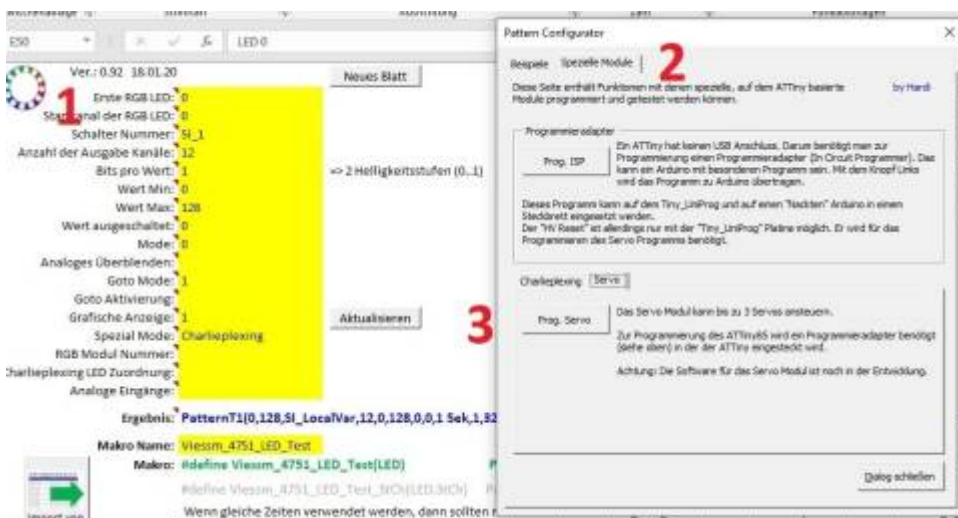 E50
LED 0
Ver.: 0.92 18.01.20
Neues Blatt
1
Erste RGB LED: 0
Startkanal der RGB LED: 0
Schalter Nummer: SI_1
Anzahl der Ausgabe Kanäle: 12
Bits pro Wert: 1
=> 2 Helligkeitsstufen (0..1)
Wert Min: 0
Wert Max: 128
Wert ausgeschaltet: 0
Mode: 0
Analoges Überblenden:
Goto Mode: 1
Goto Aktivierung:
Grafische Anzeige: 1
Aktualisieren
Spezial Mode: Charlieplexing
RGB Modul Nummer:
Charlieplexing LED Zuordnung:
Analoge Eingänge:
Ergebnis: PatternT1(0,128,SI_LocalVar,12,0,128,0,0,1 Sek,1,32
Makro Name: Viessm_4751_LED_Test
Makro: #define Viessm_4751_LED_Test(LED)
#define Viessm_4751_LED_Test_StCh(LED,StCh)
Wenn gleiche Zeiten verwendet werden, dann sollten
Import von
Pattern Configurator
Beispiele Spezielle Module
2
Diese Seite enthält Funktionen mit denen spezielle, auf dem ATTiny basierte
Module programmiert und getestet werden können.
by Hardi
Programmieradapter
Prog. ISP
Ein ATTiny hat keinen USB Anschluss. Darum benötigt man zur
Programmierung einen Programmieradapter (In Circuit Programmer). Das
kann ein Arduino mit besonderen Programm sein. Mit dem Knopf Links
wird das Programm zu Arduino übertragen.
Dieses Programm kann auf dem Tiny_UniProg und auf einen "Nackten" Arduino in einem
Steckbrett eingesetzt werden.
Der "HV Reset" ist allerdings nur mit der "Tiny_UniProg" Platine möglich. Er wird für das
Programmieren des Servo Programms benötigt.
Charlieplexing Servo
3
Prog. Servo
Das Servo Modul kann bis zu 3 Servos ansteuern.
Zur Programmierung des ATTiny85 wird ein Programmieradapter benötigt
(siehe oben) in der der ATTiny eingesteckt wird.
Achtung: Die Software für das Servo Modul ist noch in der Entwicklung.
Dialog schließen